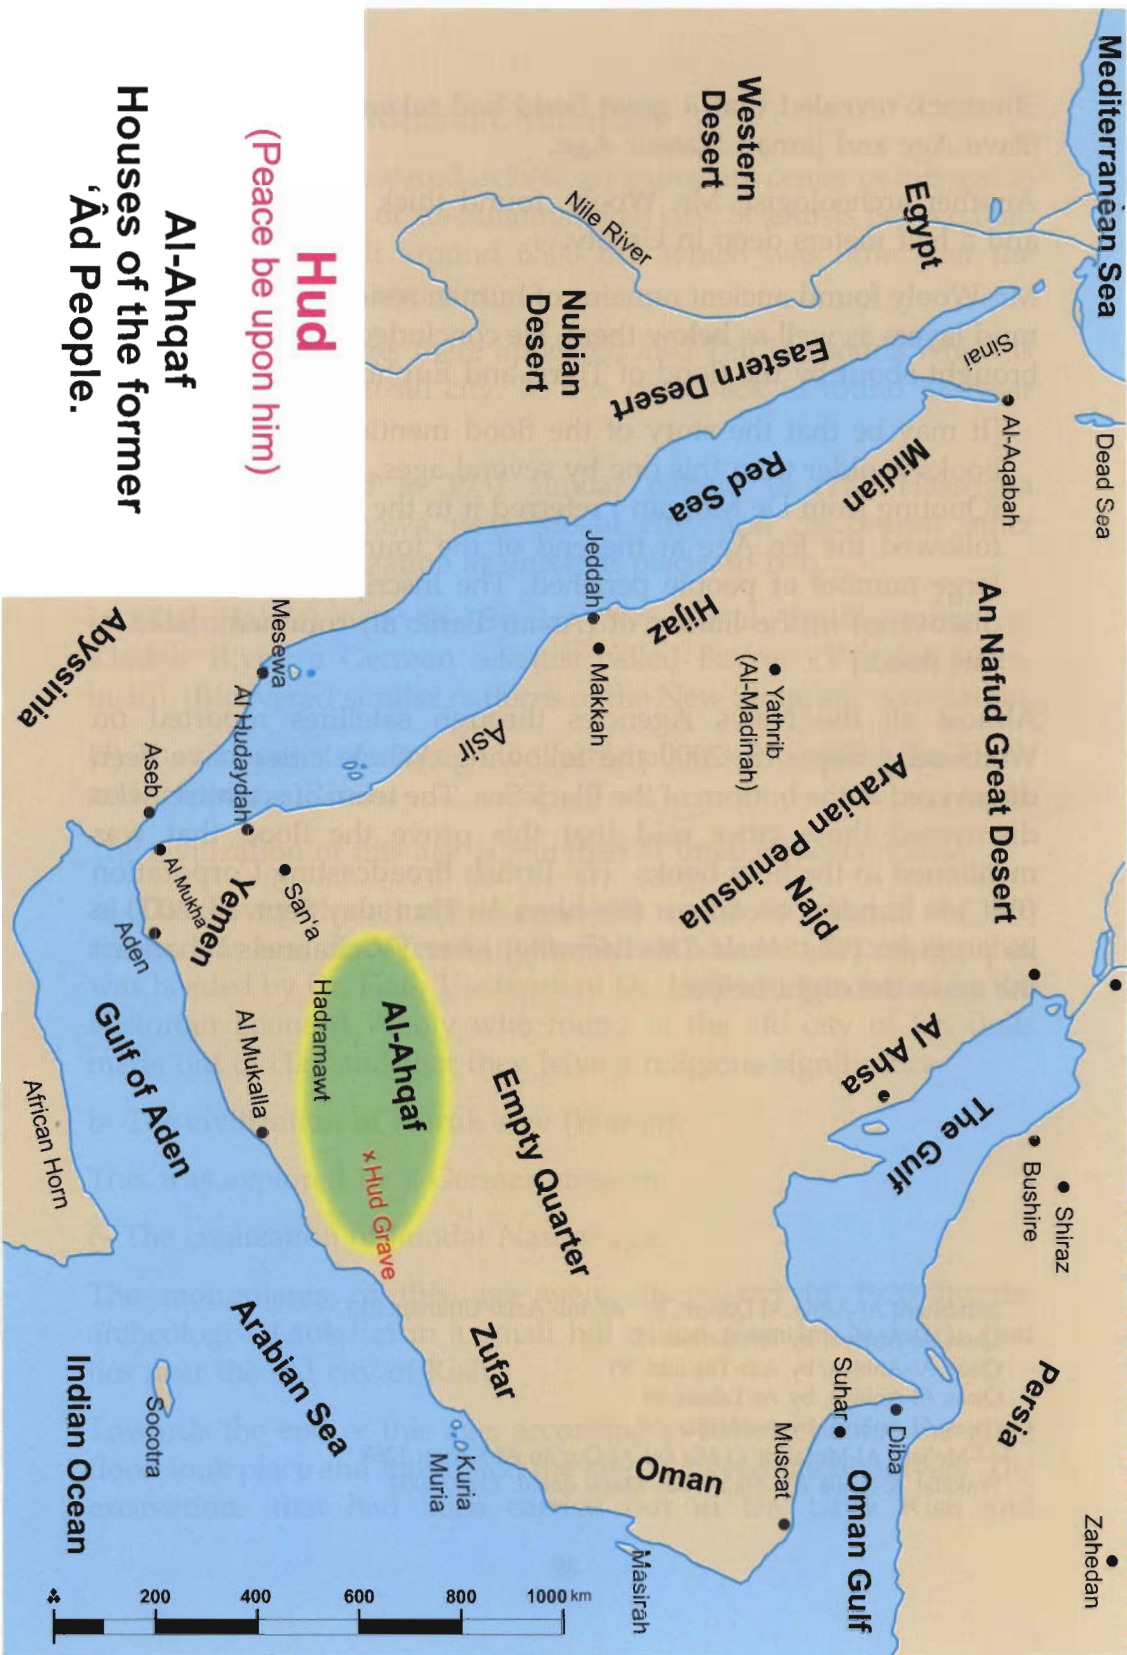 Mediterranean Sea
Dead Sea
Sinai
Al-Aqabah
Egypt
Western
Desert
Nile River
Eastern Desert
Nubian
Desert
Red Sea
Midian
Hijaz
An Nafud Great Desert
Jeddah
Makkah
Yathrib
(Al-Madinah)
Asir
Arabian Peninsula
Najd
Al Ahsa
The Gulf
Bushire
Shiraz
Persia
Zahedan
Suhar
Diba
Oman Gulf
Muscat
Oman
Masirah
Empty Quarter
Zufar
Kuria
Muria
Al-Ahqaf
Hadramawt
x Hud Grave
Mesewa
Al Hudaydah
Abyssinia
Aseb
Al Mukha
Yemen
San'a
Aden
Al Mukalla
Gulf of Aden
African Horn
Arabian Sea
Socotra
Indian Ocean
200 400 600 800 1000 km
Hud
(Peace be upon him)
Al-Ahqaf
Houses of the former
‘Âd People.